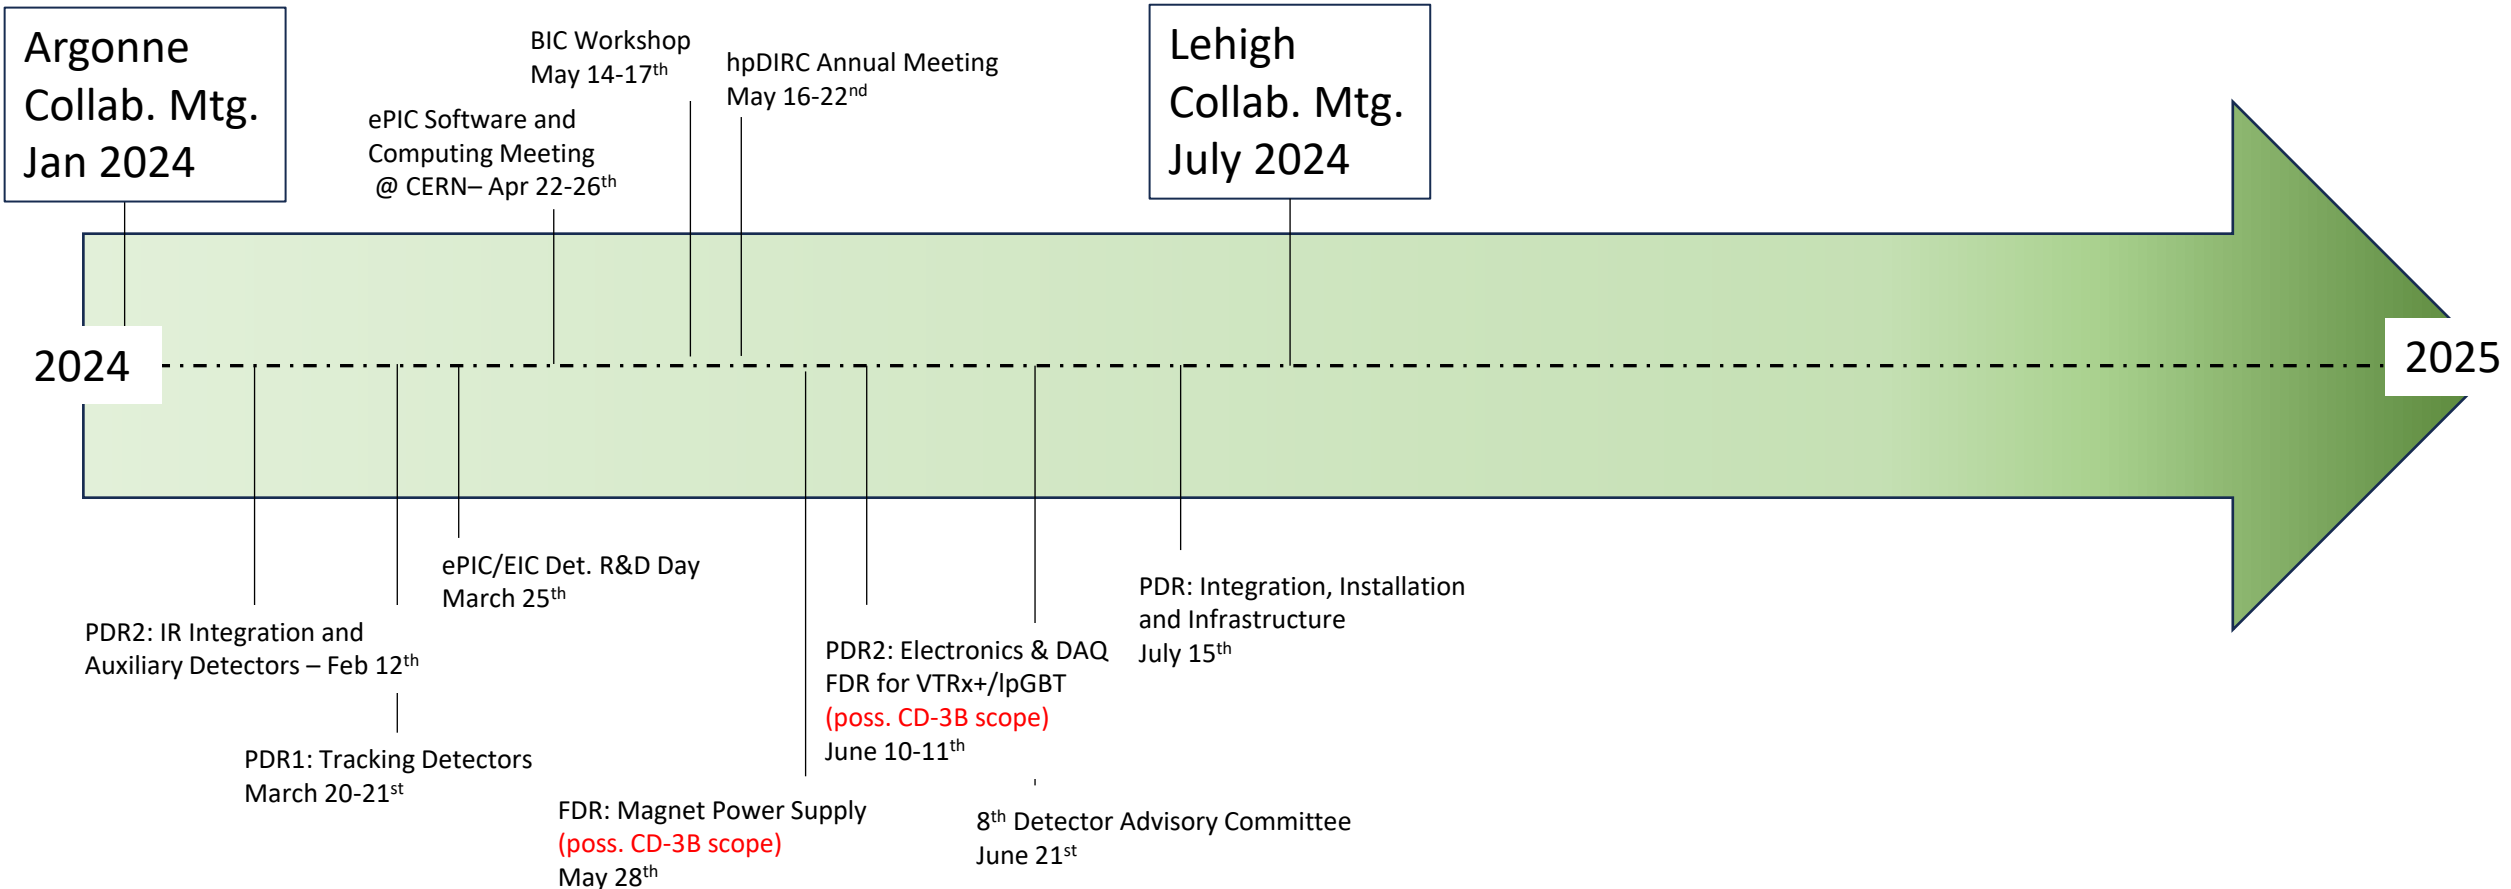 Argonne
Collab. Mtg.
Jan 2024
BIC Workshop
May 14-17th
hpDIRC Annual Meeting
May 16-22nd
ePIC Software and
Computing Meeting
@ CERN– Apr 22-26th
Lehigh
Collab. Mtg.
July 2024
2024
2025
ePIC/EIC Det. R&D Day
March 25th
PDR2: IR Integration and
Auxiliary Detectors – Feb 12th
PDR1: Tracking Detectors
March 20-21st
FDR: Magnet Power Supply
(poss. CD-3B scope)
May 28th
PDR2: Electronics & DAQ
FDR for VTRx+/lpGBT
(poss. CD-3B scope)
June 10-11th
8th Detector Advisory Committee
June 21st
PDR: Integration, Installation
and Infrastructure
July 15th